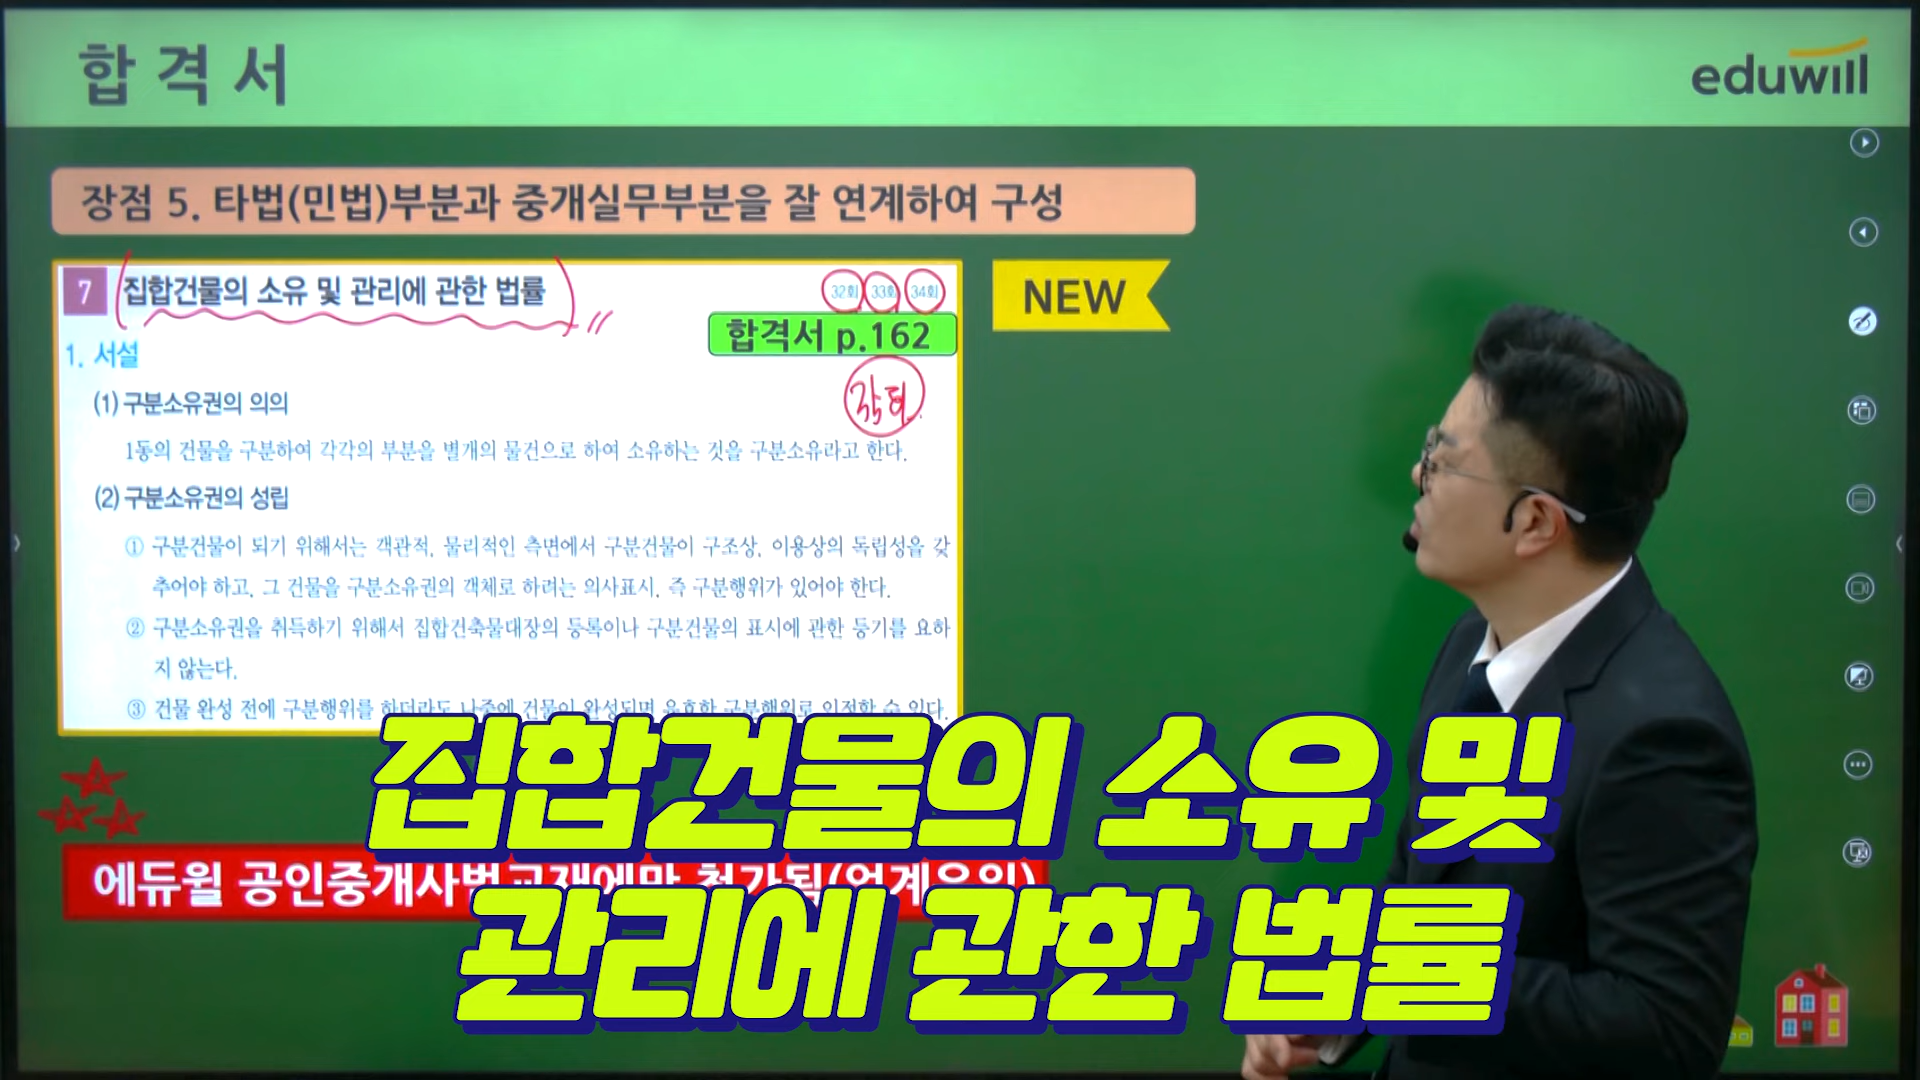 합격서
eduwill
장점 5. 타법(민법)부분과 중개실무부분을 잘 연계하여 구성
7 집합건물의 소유 및 관리에 관한 법률
32회 33회 34회
NEW
합격서 p.162
1. 서설
(1) 구분소유권의 의의
1동의 건물을 구분하여 각각의 부분을 별개의 물건으로 하여 소유하는 것을 구분소유라고 한다.
(2) 구분소유권의 성립
① 구분건물이 되기 위해서는 객관적, 물리적인 측면에서 구분건물이 구조상, 이용상의 독립성을 갖
추어야 하고, 그 건물을 구분소유권의 객체로 하려는 의사표시, 즉 구분행위가 있어야 한다.
② 구분소유권을 취득하기 위해서 집합건축물대장의 등록이나 구분건물의 표시에 관한 등기를 요하
지 않는다.
③ 건물 완성 전에 구분행위를 하더라도 나중에 건물이 완성되면 유효한 구분행위로 인정할 수 있다.
집합건물의 소유 및
에듀윌 공인중개사법교재에만 첨가됨(업계유일)
관리에 관한 법률